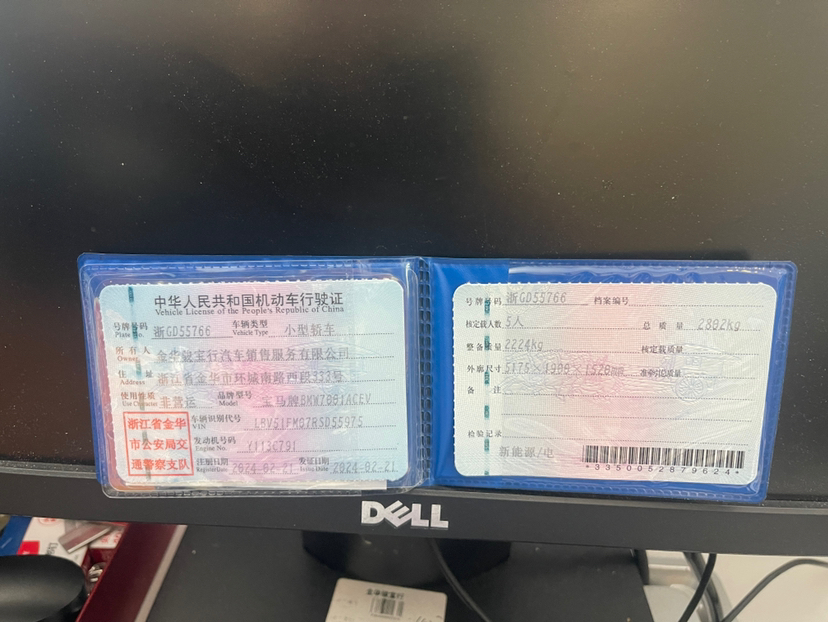 中华人民共和国机动车行驶证
Vehicle License of the People's Republic of China
号牌号码 浙GD55766 车辆类型 小型轿车
Plate No. Vehicle Type
所有人 金华骏宝行汽车销售服务有限公司
Owner
住址 浙江省金华市环城南路西段333号
Address
使用性质 非营运 品牌型号 宝马牌BMW7001ACEV
Use Character Model
浙江省金华
市公安局交
通警察支队
车辆识别代号
VIN
发动机号码
Engine No.
注册日期 2024-02-21 发证日期 2024-02-21
Register Date Issue Date
号牌号码 浙GD55766 档案编号
核定载人数 5人 总质量 2802kg
整备质量 2224kg 核定载质量
外廓尺寸 准牵引总质量
备注
检验记录
新能源/电
*3350052879624*
DELL